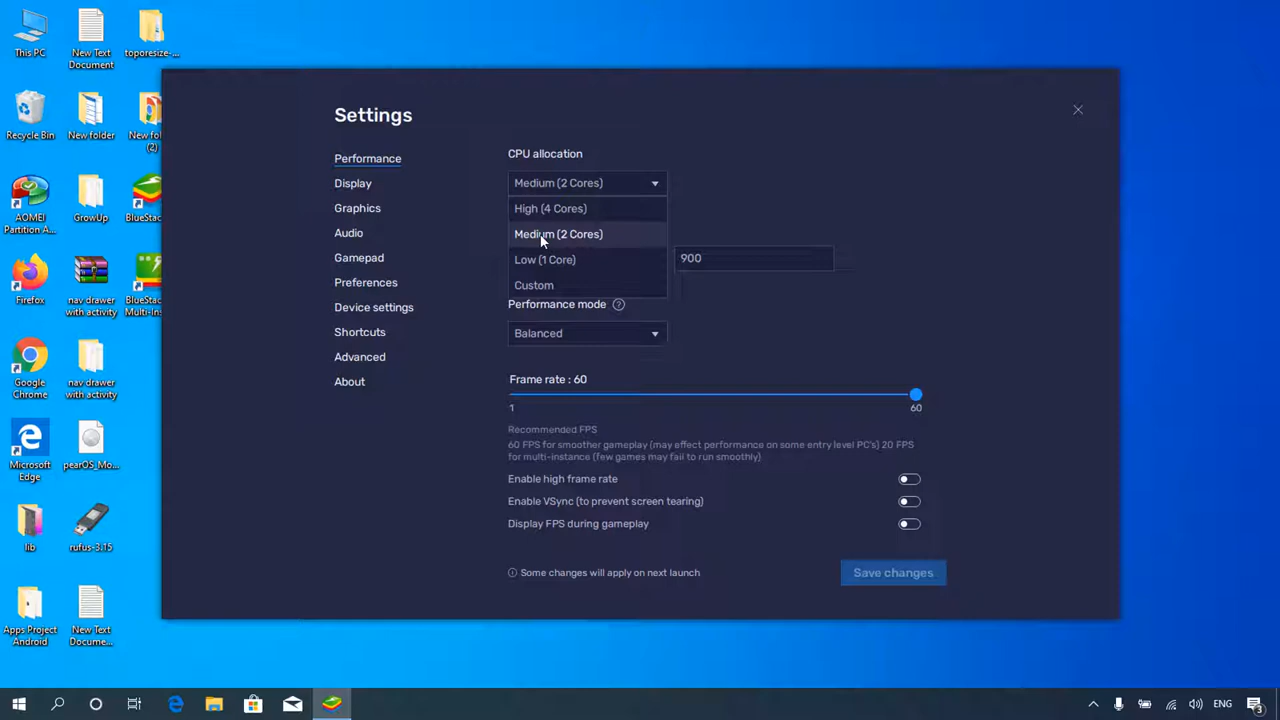 This PC
New Text
Document
toporesize-...
Recycle Bin
New folder
New fol
(2)
AOMEI
Partition A...
GrowUp
BlueStack
Firefox
nav drawer
with activity
BlueStack
Multi-Ins
Google
Chrome
nav drawer
with activity
Microsoft
Edge
pearOS_Mo...
lib
rufus-3.15
Apps Project
Android
New Text
Docume...
Settings
Performance
Display
Graphics
Audio
Gamepad
Preferences
Device settings
Shortcuts
Advanced
About
CPU allocation
Medium (2 Cores)
High (4 Cores)
Medium (2 Cores)
Low (1 Core)
Custom
900
Performance mode ?
Balanced
Frame rate : 60
1
60
Recommended FPS
60 FPS for smoother gameplay (may effect performance on some entry level PC's) 20 FPS
for multi-instance (few games may fail to run smoothly)
Enable high frame rate
Enable VSync (to prevent screen tearing)
Display FPS during gameplay
Some changes will apply on next launch
Save changes
ENG
3